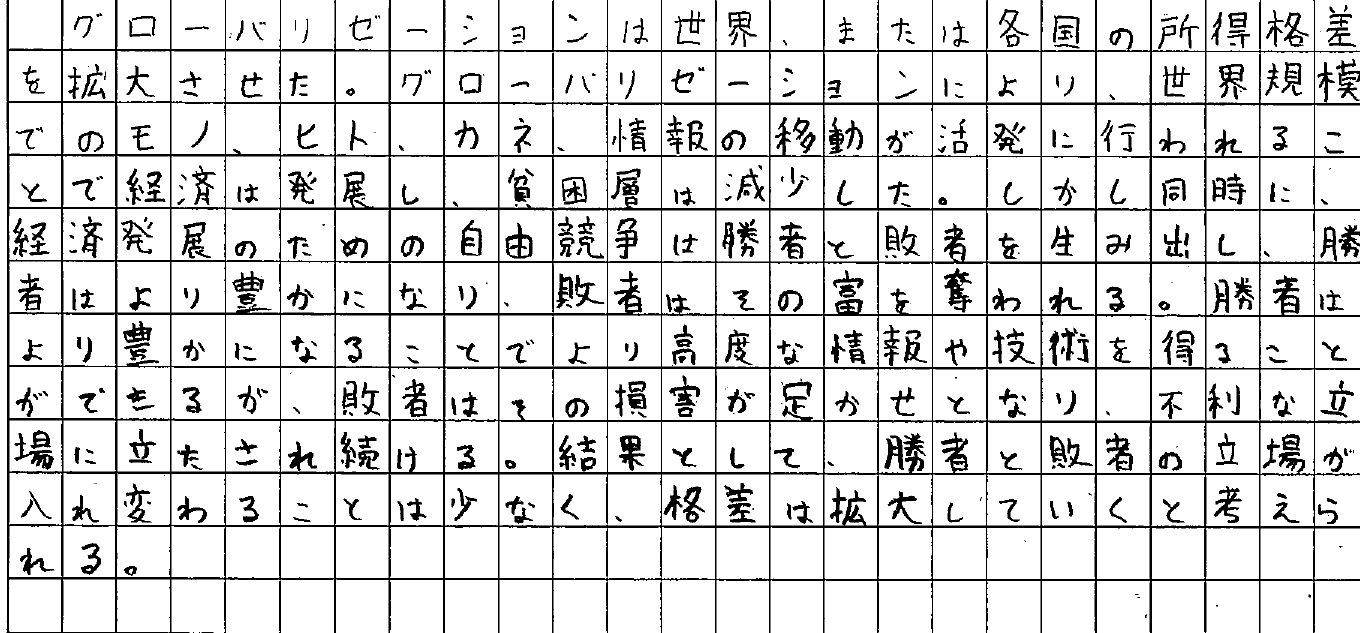 グローバリゼーションは世界、または各国の所得格差
を拡大させた。グローバリゼーションにより、世界規模
でのモノ、ヒト、カネ、情報の移動が活発に行われるこ
とで経済は発展し、貧困層は減少した。しかし同時に、
経済発展のための自由競争は勝者と敗者を生み出し、勝
者はより豊かになり、敗者はその富を奪われる。勝者は
より豊かになることでより高度な情報や技術を得ること
ができるが、敗者はその損害が足かせとなり、不利な立
場に立たされ続ける。結果として、勝者と敗者の立場が
入れ変わることは少なく、格差は拡大していくと考えら
れる。